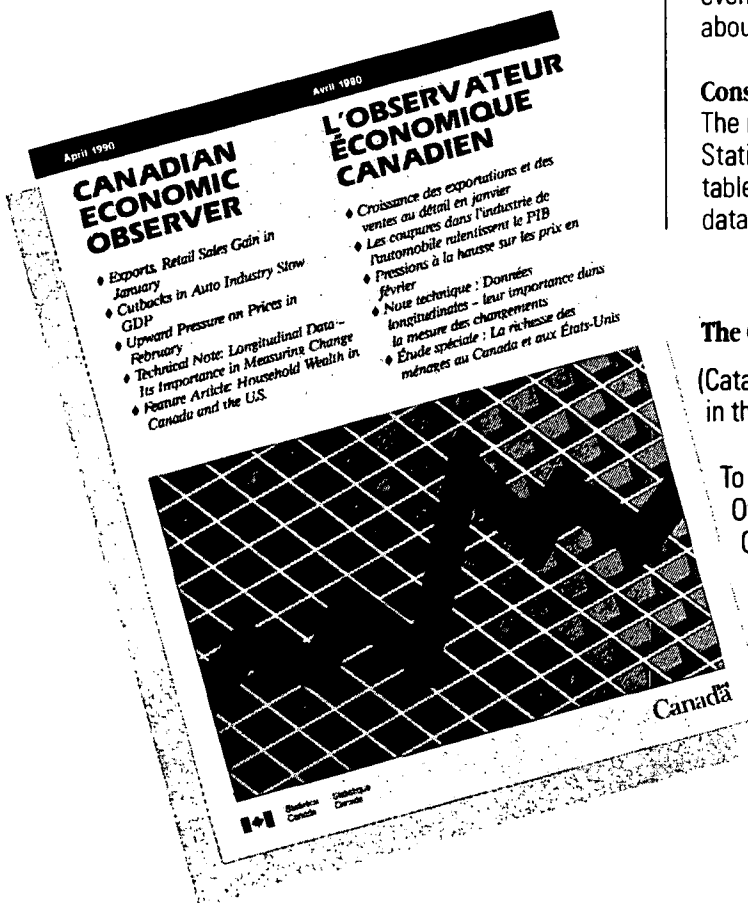 April 1990
CANADIAN
ECONOMIC
OBSERVER
♦ Exports, Retail Sales Gain in
January
♦ Cutbacks in Auto Industry Slow
GDP
♦ Upward Pressure on Prices in
February
♦ Technical Note: Longitudinal Data –
Its Importance in Measuring Change
♦ Feature Article: Household Wealth in
Canada and the U.S.
Avril 1980
L'OBSERVATEUR
ÉCONOMIQUE
CANADIEN
♦ Croissance des exportations et des
ventes au détail en janvier
♦ Les coupures dans l'industrie de
l'automobile ralentissent le PIB
♦ Pressions à la hausse sur les prix en
février
♦ Note technique : Données
longitudinates – leur importance dans
la mesure des changements
♦ Étude spéciale : La richesse des
ménages au Canada et aux États-Unis
Canada
Statistics
Canada
Statistique
Canada
abou
Cons
The
Stati
table
data
The
(Cata
in th
To
O